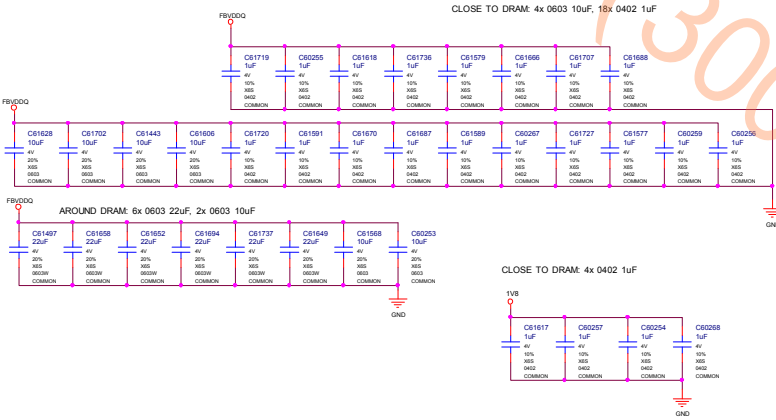 CLOSE TO DRAM: 4x 0603 10uF, 18x 0402 1uF
FBVDDQ
C61719 C60255 C61618 C61736 C61579 C61666 C61707 C61688
1uF 1uF 1uF 1uF 1uF 1uF 1uF 1uF
4V 4V 4V 4V 4V 4V 4V 4V
10% 10% 10% 10% 10% 10% 10% 10%
X6S X6S X6S X6S X6S X6S X6S X6S
0402 0402 0402 0402 0402 0402 0402 0402
COMMON COMMON COMMON COMMON COMMON COMMON COMMON COMMON
FBVDDQ
C61628 C61702 C61443 C61606 C61720 C61591 C61670 C61687 C61589 C60267 C61727 C61577 C60259 C60256
10uF 10uF 10uF 10uF 1uF 1uF 1uF 1uF 1uF 1uF 1uF 1uF 1uF 1uF
4V 4V 4V 4V 4V 4V 4V 4V 4V 4V 4V 4V 4V 4V
20% 20% 20% 20% 10% 10% 10% 10% 10% 10% 10% 10% 10% 10%
X6S X6S X6S X6S X6S X6S X6S X6S X6S X6S X6S X6S X6S X6S
0603 0603 0603 0603 0402 0402 0402 0402 0402 0402 0402 0402 0402 0402
COMMON COMMON COMMON COMMON COMMON COMMON COMMON COMMON COMMON COMMON COMMON COMMON COMMON COMMON
GND
FBVDDQ
AROUND DRAM: 6x 0603 22uF, 2x 0603 10uF
C61497 C61658 C61652 C61694 C61737 C61649 C61568 C60253
22uF 22uF 22uF 22uF 22uF 22uF 10uF 10uF
4V 4V 4V 4V 4V 4V 4V 4V
20% 20% 20% 20% 20% 20% 20% 20%
X6S X6S X6S X6S X6S X6S X6S X6S
0603W 0603W 0603W 0603W 0603W 0603W 0603 0603
COMMON COMMON COMMON COMMON COMMON COMMON COMMON COMMON
GND
CLOSE TO DRAM: 4x 0402 1uF
1V8
C61617 C60257 C60254 C60268
1uF 1uF 1uF 1uF
4V 4V 4V 4V
10% 10% 10% 10%
X6S X6S X6S X6S
0402 0402 0402 0402
COMMON COMMON COMMON COMMON
GND